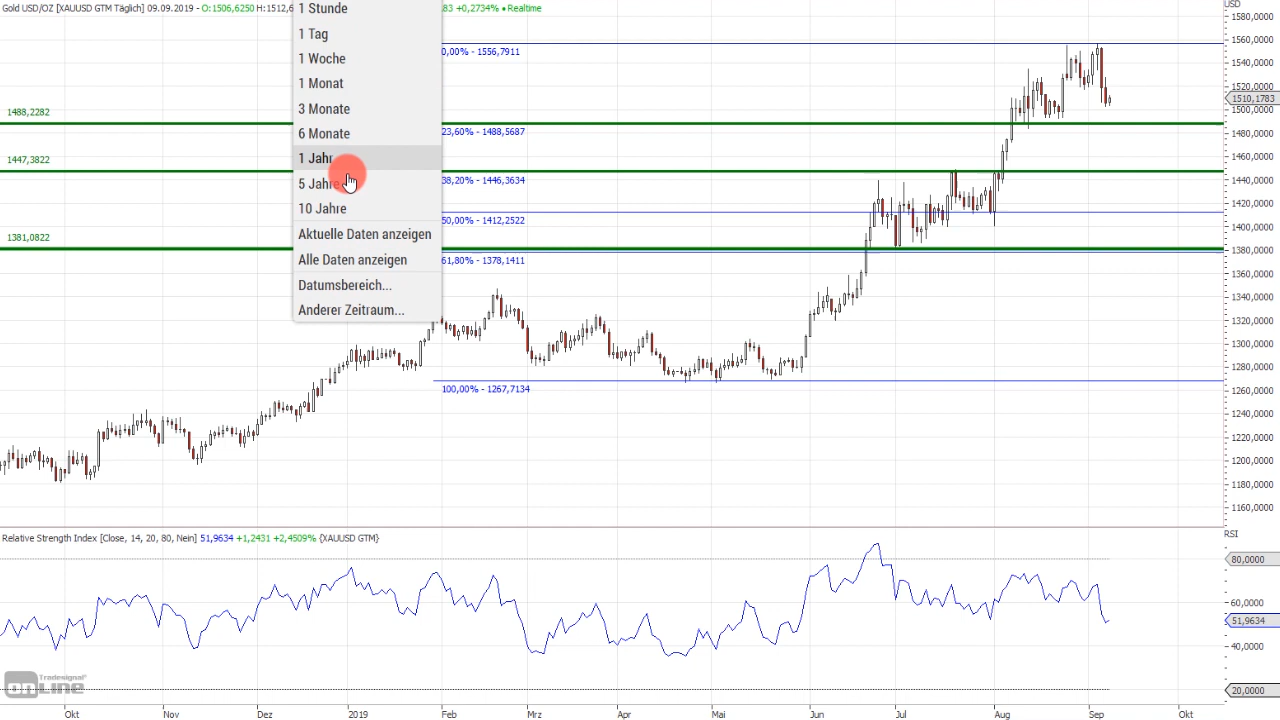 Gold USD/OZ [XAUUSD GTM Täglich] 09.09.2019 - O:1506,6250 H:1512,6
83 +0,2734% • Realtime
USD
1 Stunde
1 Tag
1 Woche
1 Monat
3 Monate
6 Monate
1 Jahr
5 Jahre
10 Jahre
Aktuelle Daten anzeigen
Alle Daten anzeigen
Datumsbereich...
Anderer Zeitraum...
1488,2282
1447,3822
1381,0822
0,00% - 1556,7911
23,60% - 1488,5687
38,20% - 1446,3634
50,00% - 1412,2522
61,80% - 1378,1411
100,00% - 1267,7134
1580,0000
1560,0000
1540,0000
1520,0000
1510,1783
1500,0000
1480,0000
1460,0000
1440,0000
1420,0000
1400,0000
1380,0000
1360,0000
1340,0000
1320,0000
1300,0000
1280,0000
1260,0000
1240,0000
1220,0000
1200,0000
1180,0000
1160,0000
Relative Strength Index [Close, 14, 20, 80, Nein] 51,9634 +1,2431 +2,4509% {XAUUSD GTM}
RSI
80,0000
60,0000
51,9634
40,0000
20,0000
Tradesignal®
onLine
Okt Nov Dez 2019 Feb Mrz Apr Mai Jun Jul Aug Sep Okt